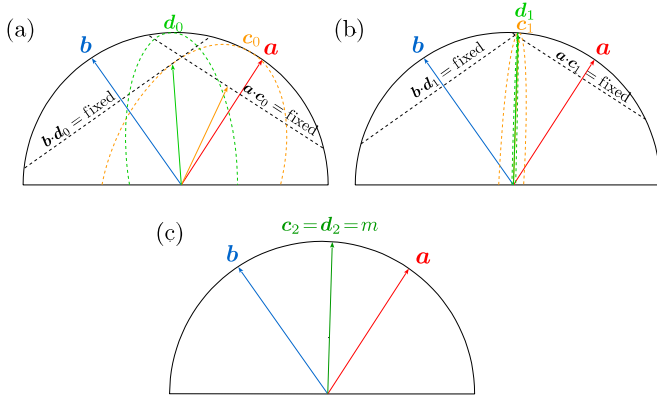 (a)
d₀
b
c₀
a
b·d₀ = fixed
a·c₀ = fixed
(b)
d₁
c₁
b
a
b·d₁ = fixed
a·c₁ = fixed
(c)
c₂ = d₂ = m
b
a